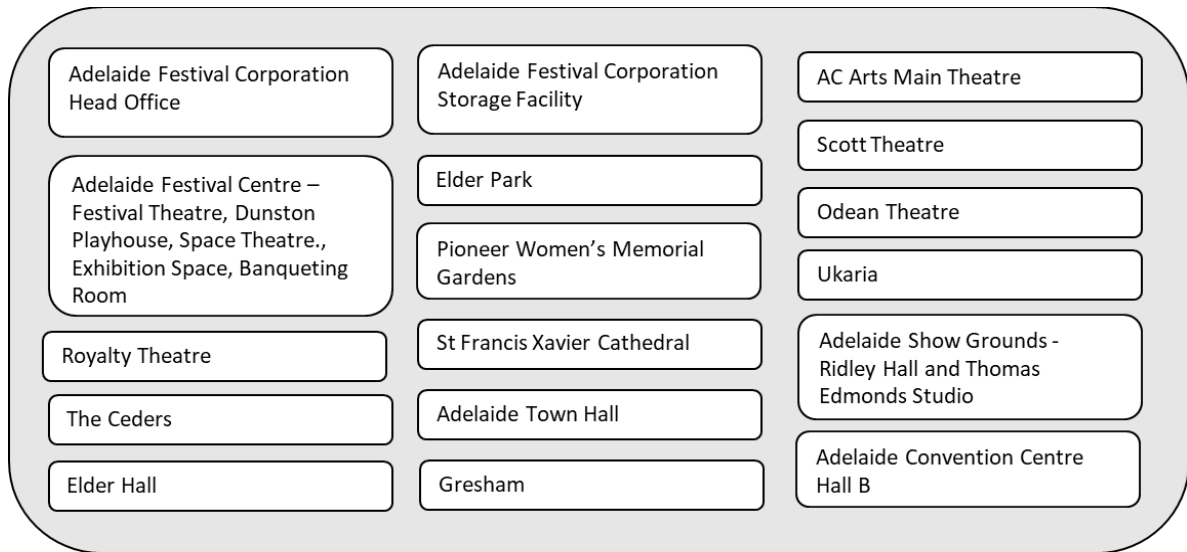 Adelaide Festival Corporation
Head Office
Adelaide Festival Centre –
Festival Theatre, Dunston
Playhouse, Space Theatre.,
Exhibition Space, Banqueting
Room
Royalty Theatre
The Ceders
Elder Hall
Adelaide Festival Corporation
Storage Facility
Elder Park
Pioneer Women’s Memorial
Gardens
St Francis Xavier Cathedral
Adelaide Town Hall
Gresham
AC Arts Main Theatre
Scott Theatre
Odean Theatre
Ukaria
Adelaide Show Grounds -
Ridley Hall and Thomas
Edmonds Studio
Adelaide Convention Centre
Hall B